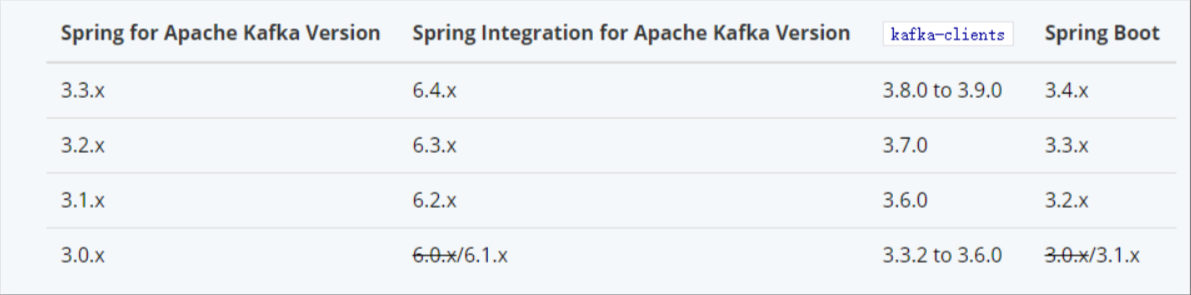 Spring for Apache Kafka Version Spring Integration for Apache Kafka Version kafka-clients Spring Boot
3.3.x 6.4.x 3.8.0 to 3.9.0 3.4.x
3.2.x 6.3.x 3.7.0 3.3.x
3.1.x 6.2.x 3.6.0 3.2.x
3.0.x 6.0.x/6.1.x 3.3.2 to 3.6.0 3.0.x/3.1.x